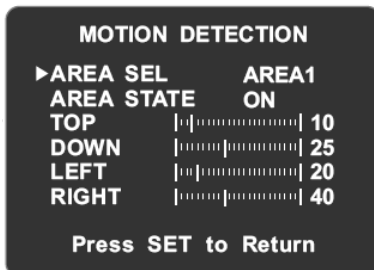 MOTION DETECTION
▶AREA SEL AREA1
AREA STATE ON
TOP 10
DOWN 25
LEFT 20
RIGHT 40
Press SET to Return